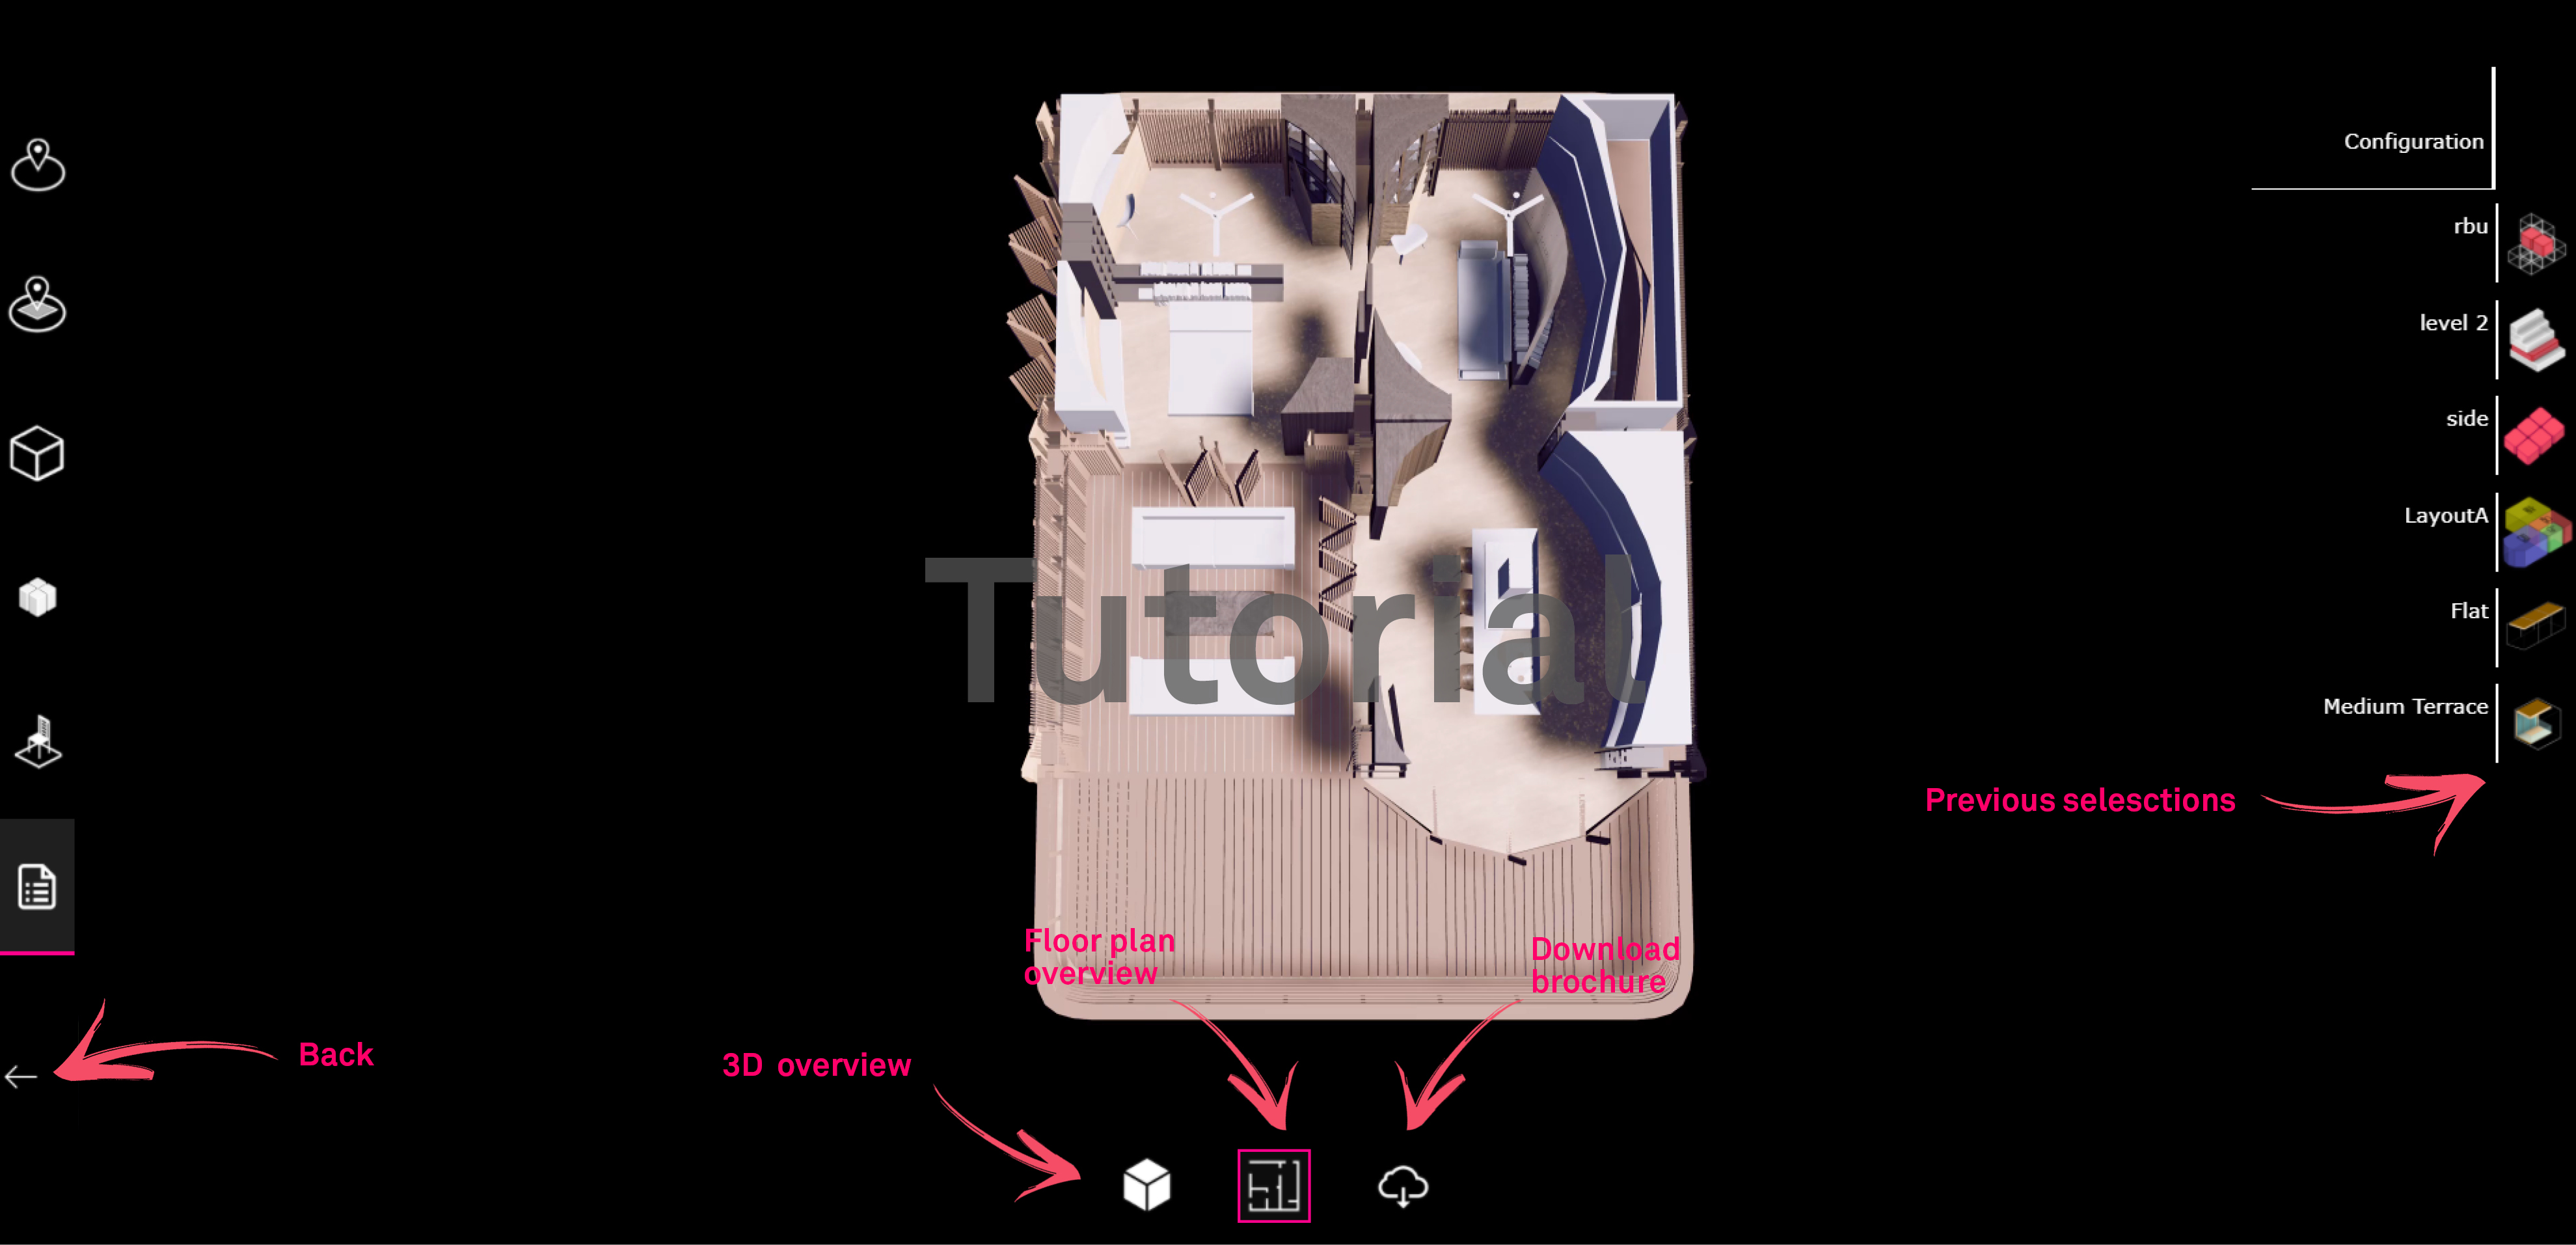 Configuration
rbu
level 2
side
LayoutA
Flat
Medium Terrace
Previous selesctions
Tutorial
Floor plan
overview
Download
brochure
Back
3D overview